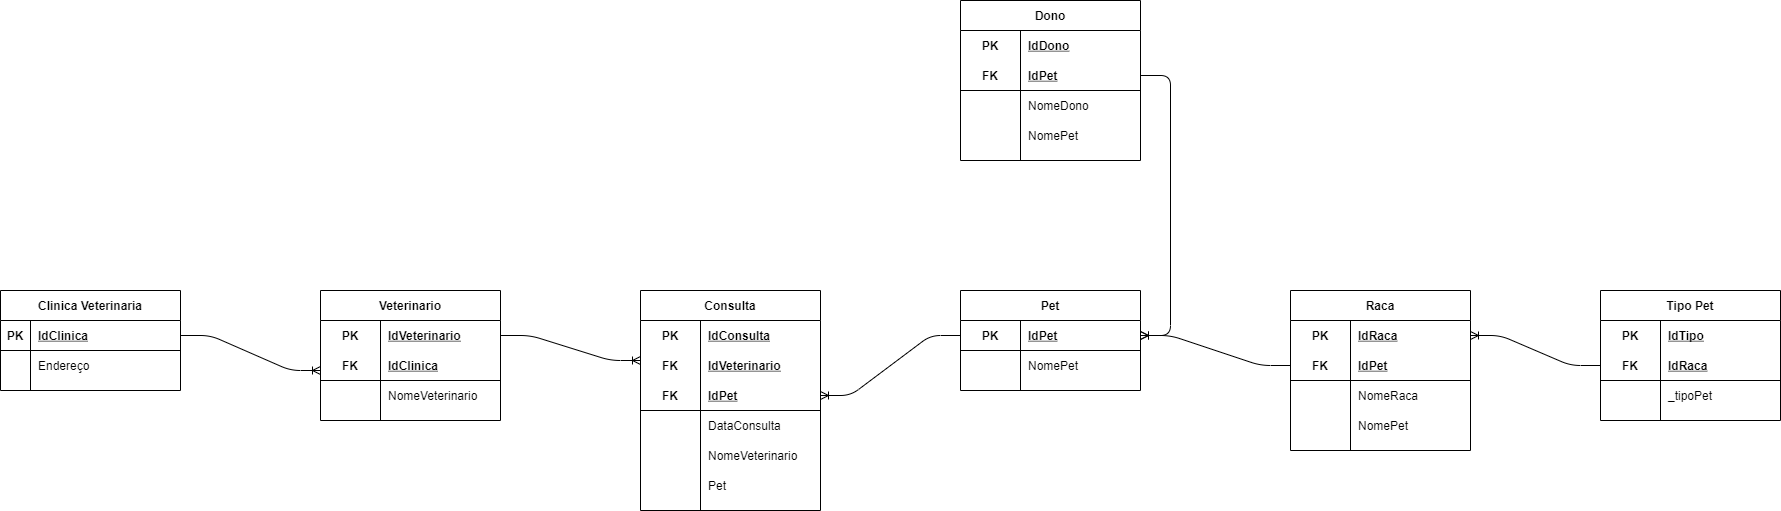 Dono
PK IdDono
FK IdPet
NomeDono
NomePet
Clinica Veterinaria
PK IdClinica
Endereço
Veterinario
PK IdVeterinario
FK IdClinica
NomeVeterinario
Consulta
PK IdConsulta
FK IdVeterinario
FK IdPet
DataConsulta
NomeVeterinario
Pet
Pet
PK IdPet
NomePet
Raca
PK IdRaca
FK IdPet
NomeRaca
NomePet
Tipo Pet
PK IdTipo
FK IdRaca
_tipoPet